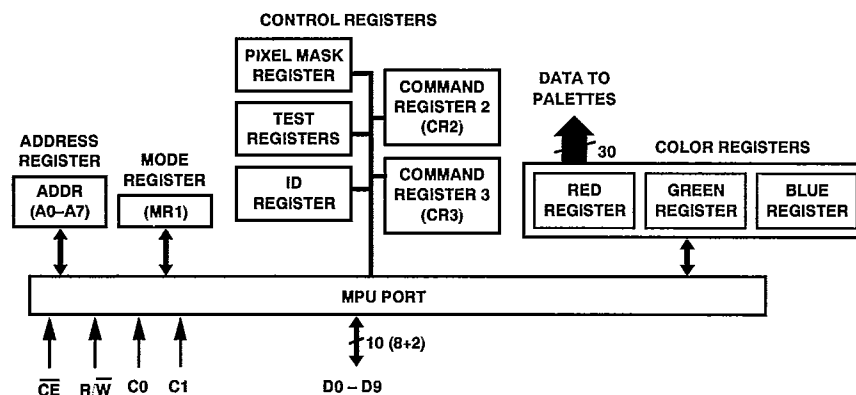 CONTROL REGISTERS
PIXEL MASK
REGISTER
TEST
REGISTERS
ID
REGISTER
COMMAND
REGISTER 2
(CR2)
COMMAND
REGISTER 3
(CR3)
ADDRESS
REGISTER
ADDR
(A0–A7)
MODE
REGISTER
(MR1)
DATA TO
PALETTES
30
COLOR REGISTERS
RED
REGISTER
GREEN
REGISTER
BLUE
REGISTER
MPU PORT
10 (8+2)
CE R/W C0 C1 D0 – D9